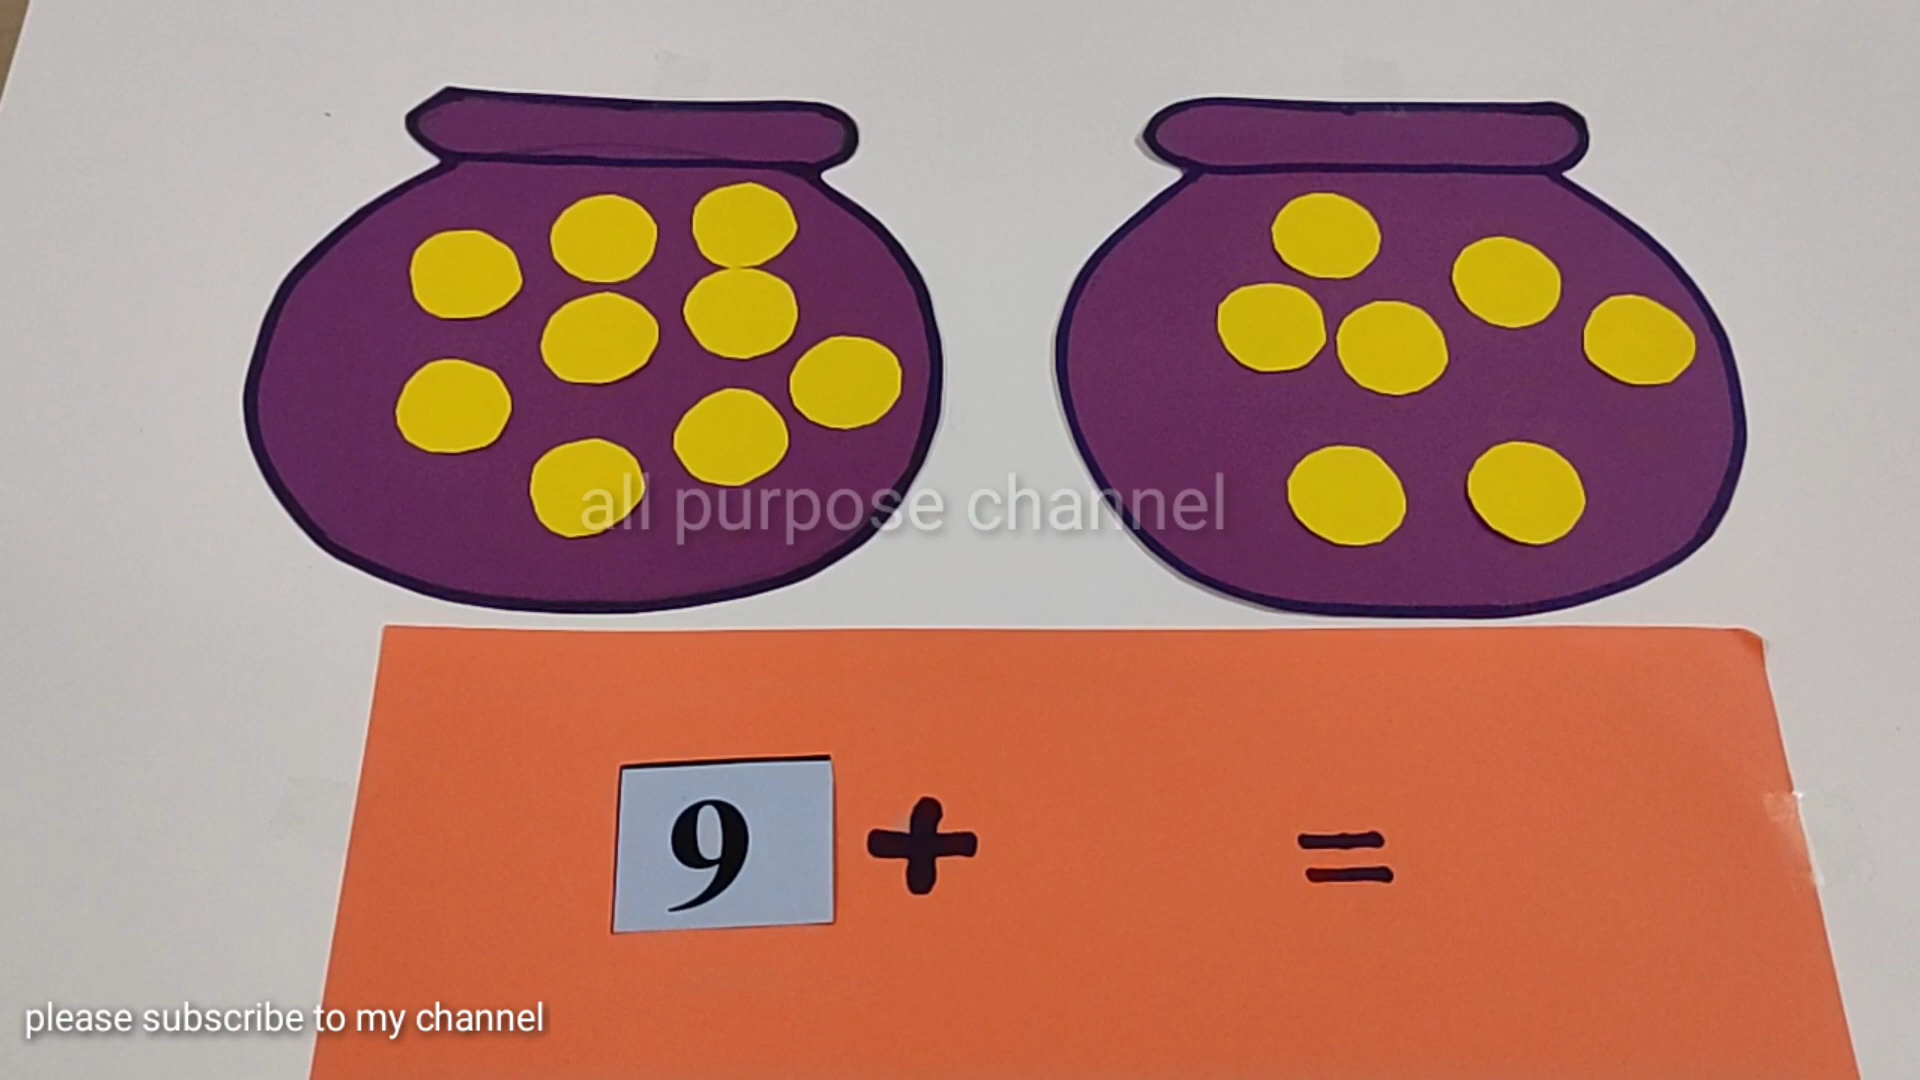 all purpose channel
9 + =
please subscribe to my channel